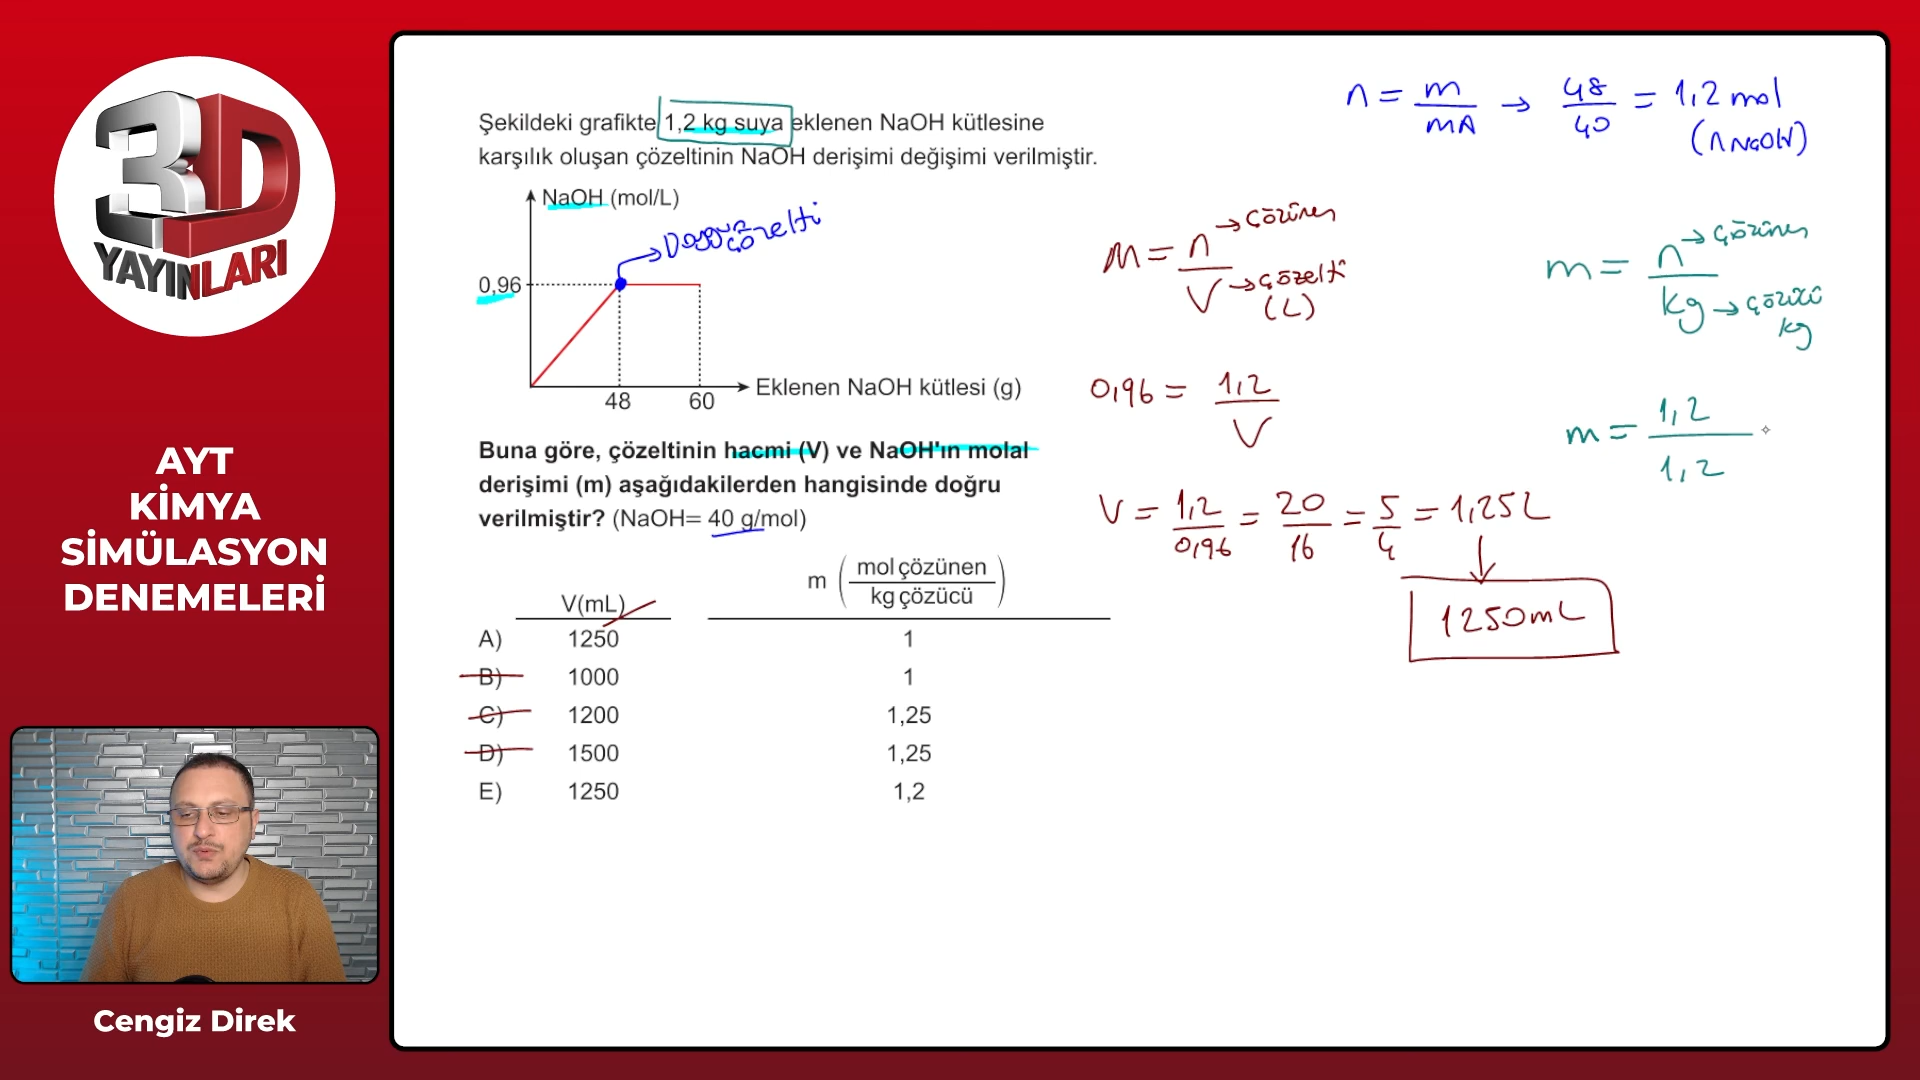 3D
YAYINLARI
AYT
KİMYA
SİMÜLASYON
DENEMELERİ
Cengiz Direk
Şekildeki grafikte 1,2 kg suya eklenen NaOH kütlesine
karşılık oluşan çözeltinin NaOH derişimi değişimi verilmiştir.
NaOH (mol/L)
Doygun
çözelti
0,96
48
60
Eklenen NaOH kütlesi (g)
Buna göre, çözeltinin hacmi (V) ve NaOH'ın molal
derişimi (m) aşağıdakilerden hangisinde doğru
verilmiştir? (NaOH= 40 g/mol)
V(mL)
m (mol çözünen / kg çözücü)
A) 1250 1
B) 1000 1
C) 1200 1,25
D) 1500 1,25
E) 1250 1,2
n = m/mA → 48/40 = 1,2 mol
(n NaOH)
M = n → çözünen
V → çözelti
(L)
0,96 = 1,2/V
V = 1,2/0,96 = 20/16 = 5/4 = 1,25L
1250mL
m = n → çözünen
kg → çözücü
kg
m = 1,2/1,2